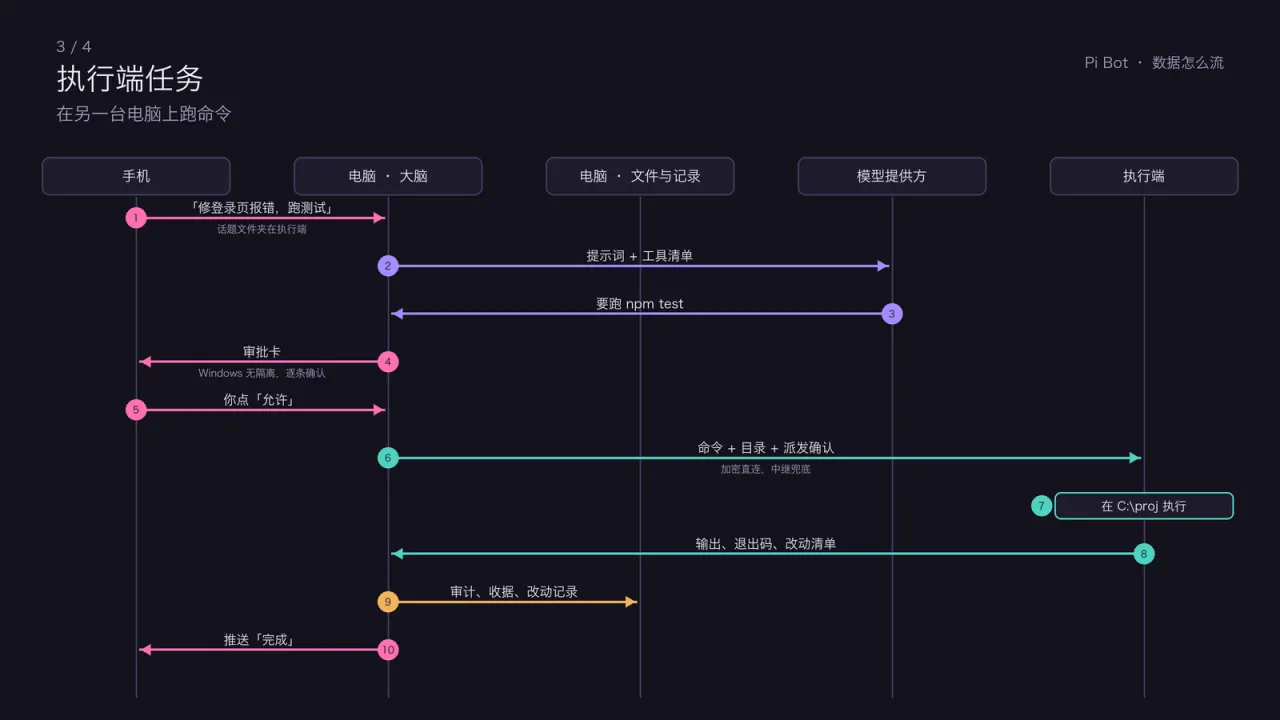 3 / 4
执行端任务
在另一台电脑上跑命令
Pi Bot · 数据怎么流
手机
电脑 · 大脑
电脑 · 文件与记录
模型提供方
执行端
1
「修登录页报错，跑测试」
话题文件夹在执行端
2
提示词 + 工具清单
要跑 npm test
3
审批卡
4
Windows 无隔离，逐条确认
5
你点「允许」
6
命令 + 目录 + 派发确认
加密直连，中继兜底
7
在 C:\proj 执行
输出、退出码、改动清单
8
9
审计、收据、改动记录
推送「完成」
10